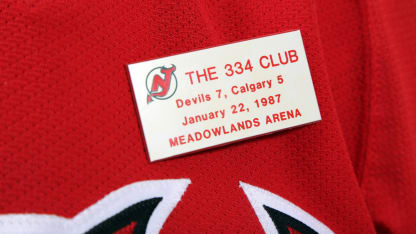 THE 334 CLUB
Devils 7, Calgary 5
January 22, 1987
MEADOWLANDS ARENA